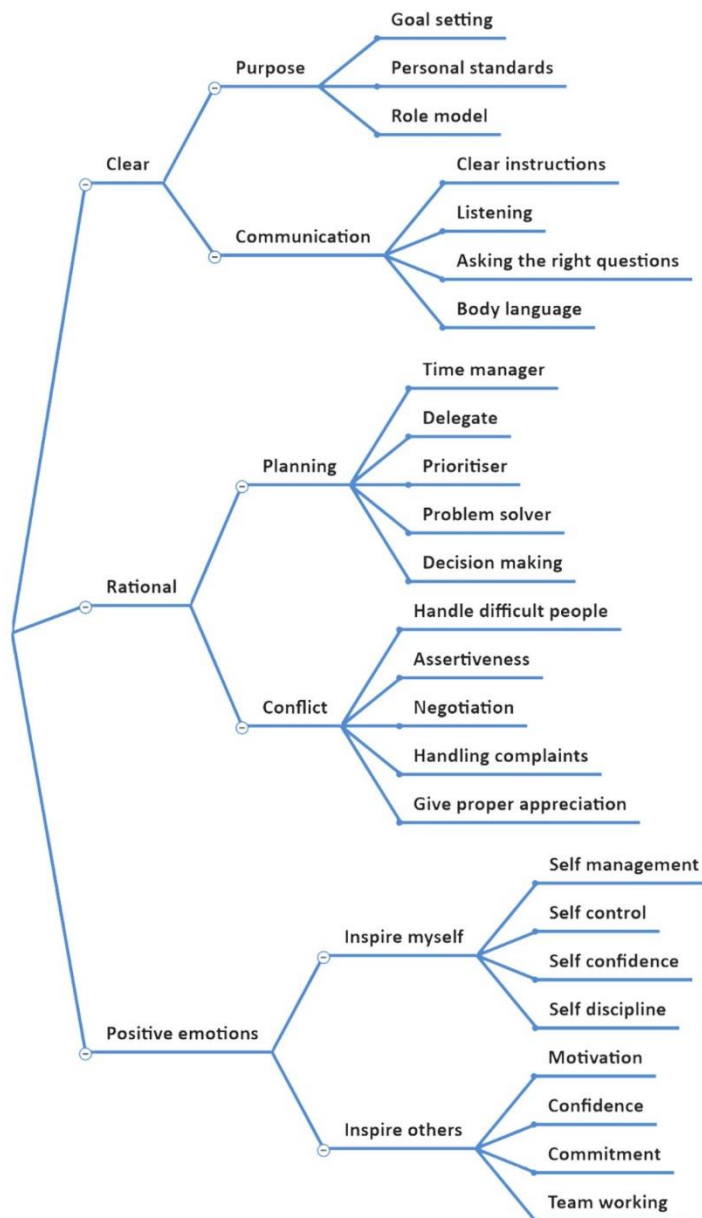 Goal setting
Purpose
Personal standards
Role model
Clear
Clear instructions
Listening
Communication
Asking the right questions
Body language
Time manager
Delegate
Planning
Prioritiser
Problem solver
Decision making
Rational
Handle difficult people
Assertiveness
Conflict
Negotiation
Handling complaints
Give proper appreciation
Self management
Self control
Inspire myself
Self confidence
Self discipline
Positive emotions
Motivation
Confidence
Inspire others
Commitment
Team working